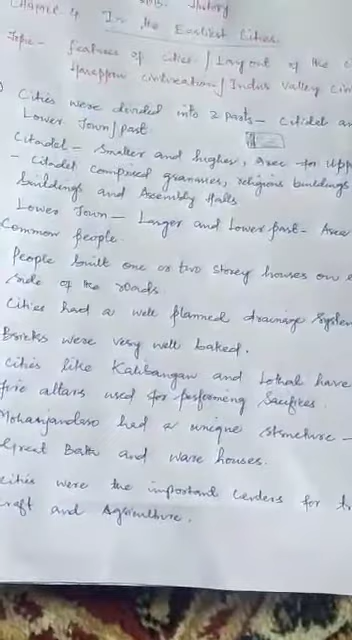 History
Chapter 4
In the Earliest Cities.
Topic - features of cities / Layout of the
Harappan civilization / Indus Valley
Cities were divided into 2 parts - Citidel
Lower Town/part
Citadel - Smaller and higher, area for
- Citadel comprised granaries, religious buildings
buildings and Assembly Halls.
Lower Town - Larger and Lower part - Area
Common people.
People built one or two storey houses on
side of the roads.
Cities had a well planned drainage System
Bricks were very well baked.
Cities like Kalibangan and Lothal have
fire altars used for performing Sacrifices.
Mohanjandaso had a unique structure -
Great Bath and ware houses.
cities were the important centers for
craft and Agriculture.